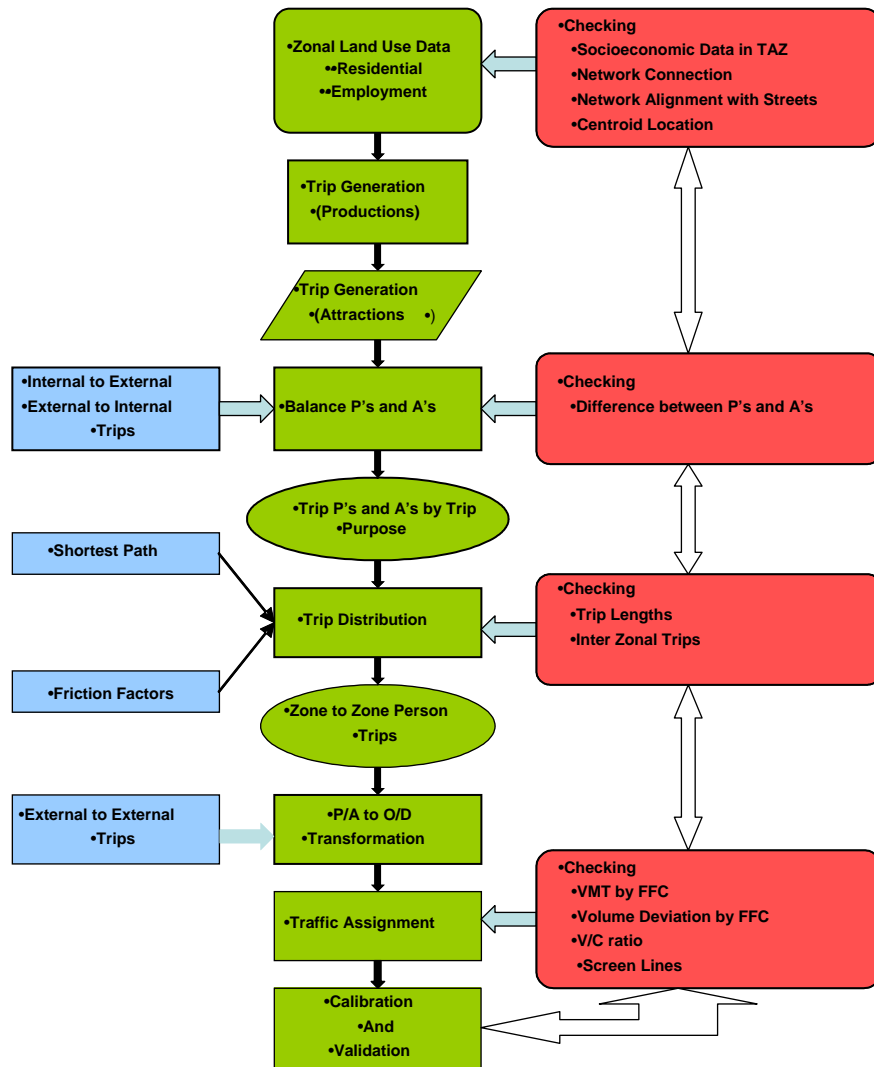 •Zonal Land Use Data
••Residential
••Employment
•Checking
•Socioeconomic Data in TAZ
•Network Connection
•Network Alignment with Streets
•Centroid Location
•Trip Generation
•(Productions)
•Trip Generation
•(Attractions •)
•Internal to External
•External to Internal
•Trips
•Balance P's and A's
•Checking
•Difference between P's and A's
•Trip P's and A's by Trip
•Purpose
•Shortest Path
•Trip Distribution
•Checking
•Trip Lengths
•Inter Zonal Trips
•Friction Factors
•Zone to Zone Person
•Trips
•External to External
•Trips
•P/A to O/D
•Transformation
•Traffic Assignment
•Checking
•VMT by FFC
•Volume Deviation by FFC
•V/C ratio
•Screen Lines
•Calibration
•And
•Validation